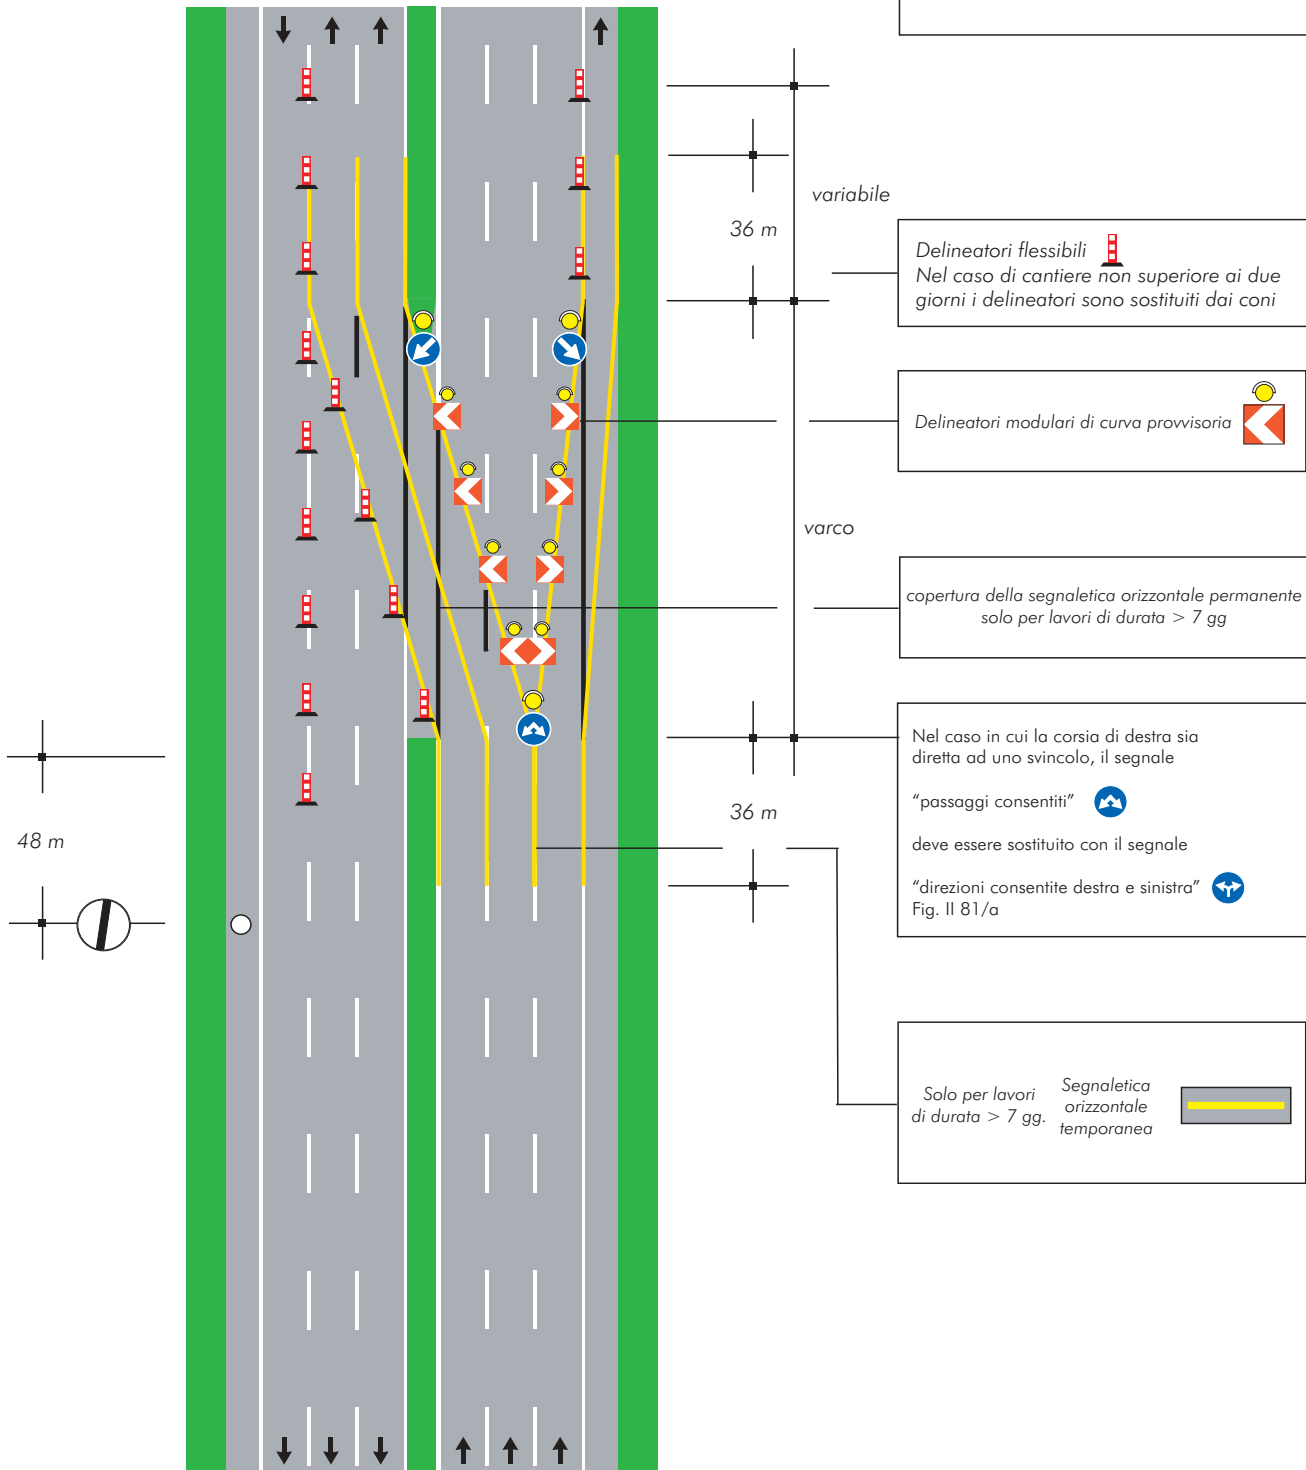 variabile
36 m
Delineatori flessibili
Nel caso di cantiere non superiore ai due
giorni i delineatori sono sostituiti dai coni
Delineatori modulari di curva provvisoria
varco
copertura della segnaletica orizzontale permanente
solo per lavori di durata > 7 gg
Nel caso in cui la corsia di destra sia
diretta ad uno svincolo, il segnale
“passaggi consentiti”
deve essere sostituito con il segnale
“direzioni consentite destra e sinistra”
Fig. II 81/a
36 m
48 m
Solo per lavori
di durata > 7 gg.
Segnaletica
orizzontale
temporanea